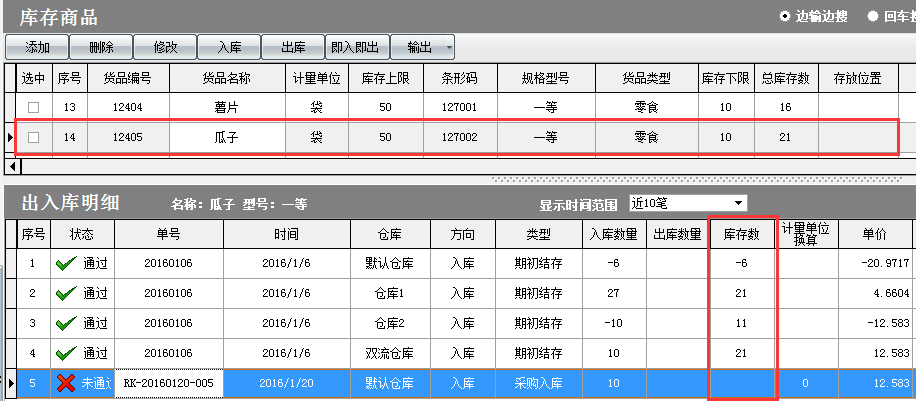 库存商品 边输边搜 回车搜
添加 删除 修改 入库 出库 即入即出 输出
选中 序号 货品编号 货品名称 计量单位 库存上限 条形码 规格型号 货品类型 库存下限 总库存数 存放位置
13 12404 薯片 袋 50 127001 一等 零食 10 16
14 12405 瓜子 袋 50 127002 一等 零食 10 21
出入库明细 名称：瓜子 型号：一等 显示时间范围 近10笔
序号 状态 单号 时间 仓库 方向 类型 入库数量 出库数量 库存数 计量单位换算 单价
1 通过 20160106 2016/1/6 默认仓库 入库 期初结存 -6 -6 -20.9717
2 通过 20160106 2016/1/6 仓库1 入库 期初结存 27 21 4.6604
3 通过 20160106 2016/1/6 仓库2 入库 期初结存 -10 11 -12.583
4 通过 20160106 2016/1/6 双流仓库 入库 期初结存 10 21 12.583
5 未通 RK-20160120-005 2016/1/20 默认仓库 入库 采购入库 10 0 12.583